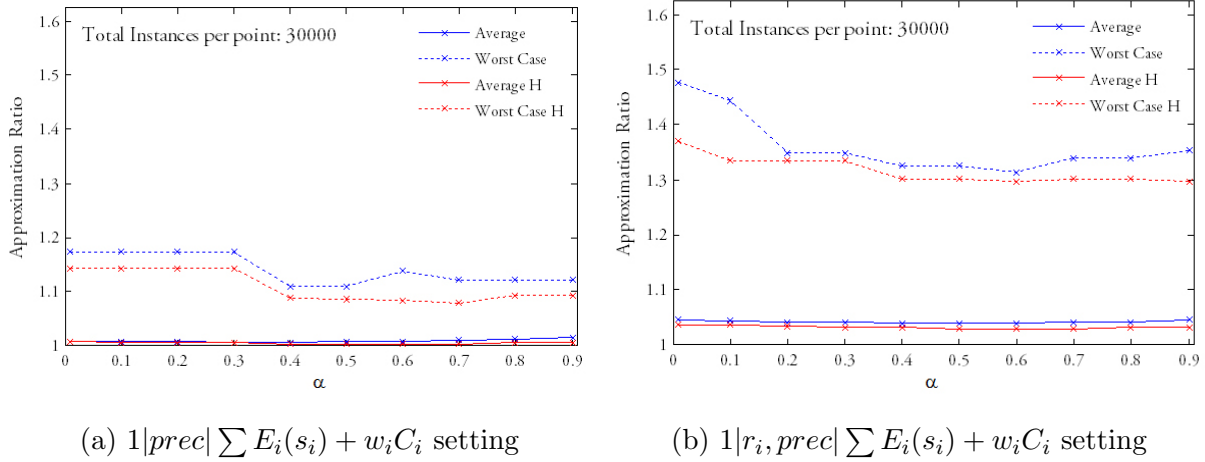 1.6
1.5
1.4
1.3
1.2
1.1
1
Approximation Ratio
Total Instances per point: 30000
Average
Worst Case
Average H
Worst Case H
0 0.1 0.2 0.3 0.4 0.5 0.6 0.7 0.8 0.9
α
(a) 1|prec| ∑ E_i(s_i) + w_iC_i setting
1.6
1.5
1.4
1.3
1.2
1.1
1
Approximation Ratio
Total Instances per point: 30000
Average
Worst Case
Average H
Worst Case H
0 0.1 0.2 0.3 0.4 0.5 0.6 0.7 0.8 0.9
α
(b) 1|r_i, prec| ∑ E_i(s_i) + w_iC_i setting